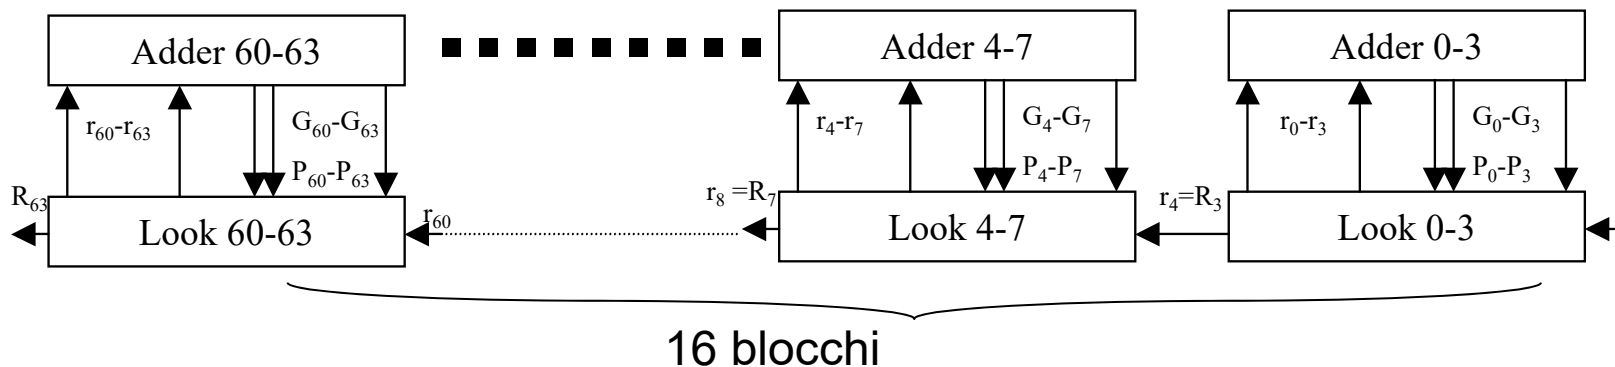 Adder 60-63
Adder 4-7
Adder 0-3
r₆₀-r₆₃
G₆₀-G₆₃
r₄-r₇
G₄-G₇
r₀-r₃
G₀-G₃
P₆₀-P₆₃
P₄-P₇
P₀-P₃
R₆₃
r₆₀
r₈ =R₇
r₄=R₃
Look 60-63
Look 4-7
Look 0-3
16 blocchi